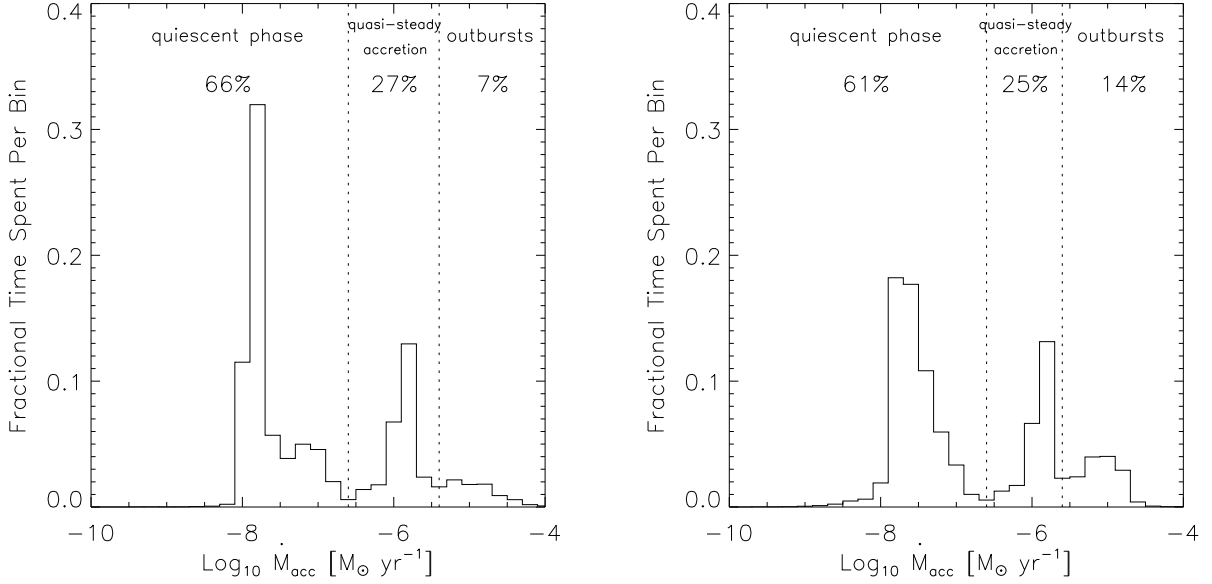 quiescent phase
quasi-steady
accretion
outbursts
66%
27%
7%
Fractional Time Spent Per Bin
0.4
0.3
0.2
0.1
0.0
−10
−8
−6
−4
Log₁₀ Ṁacc [M☉ yr⁻¹]
quiescent phase
quasi-steady
accretion
outbursts
61%
25%
14%
Fractional Time Spent Per Bin
0.4
0.3
0.2
0.1
0.0
−10
−8
−6
−4
Log₁₀ Ṁacc [M☉ yr⁻¹]